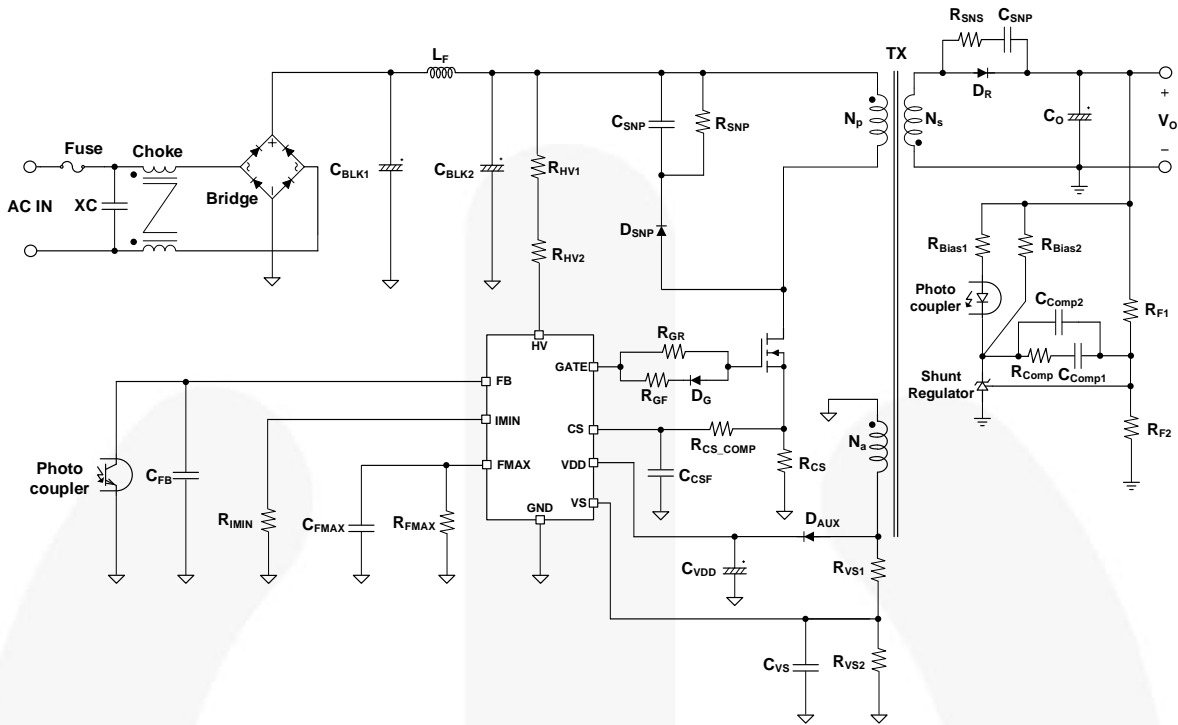 RSNS CSNP
TX
LF
DR
+
VO
−
CO
Np
Ns
CSNP
RSNP
Fuse
Choke
Bridge
+
~
~
−
AC IN
XC
CBLK1
CBLK2
RHV1
RHV2
DSNP
RBias1
RBias2
Photo
coupler
CComp2
RComp
CComp1
RF1
Shunt
Regulator
RF2
HV
GATE
FB
IMIN
CS
FMAX
VDD
VS
GND
RGR
RGF
DG
RCS_COMP
RCS
CCSF
Na
Photo
coupler
CFB
RIMIN
CFMAX
RFMAX
DAUX
CVDD
RVS1
CVS
RVS2